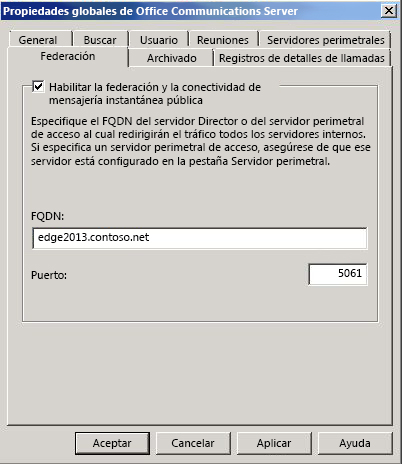 Propiedades globales de Office Communications Server
General
Buscar
Usuario
Reuniones
Servidores perimetrales
Federación
Archivado
Registros de detalles de llamadas
Habilitar la federación y la conectividad de
mensajería instantánea pública
Especifique el FQDN del servidor Director o del servidor perimetral
de acceso al cual redirigirán el tráfico todos los servidores internos.
Si especifica un servidor perimetral de acceso, asegúrese de que ese
servidor está configurado en la pestaña Servidor perimetral.
FQDN:
edge2013.contoso.net
Puerto:
5061
Aceptar
Cancelar
Aplicar
Ayuda